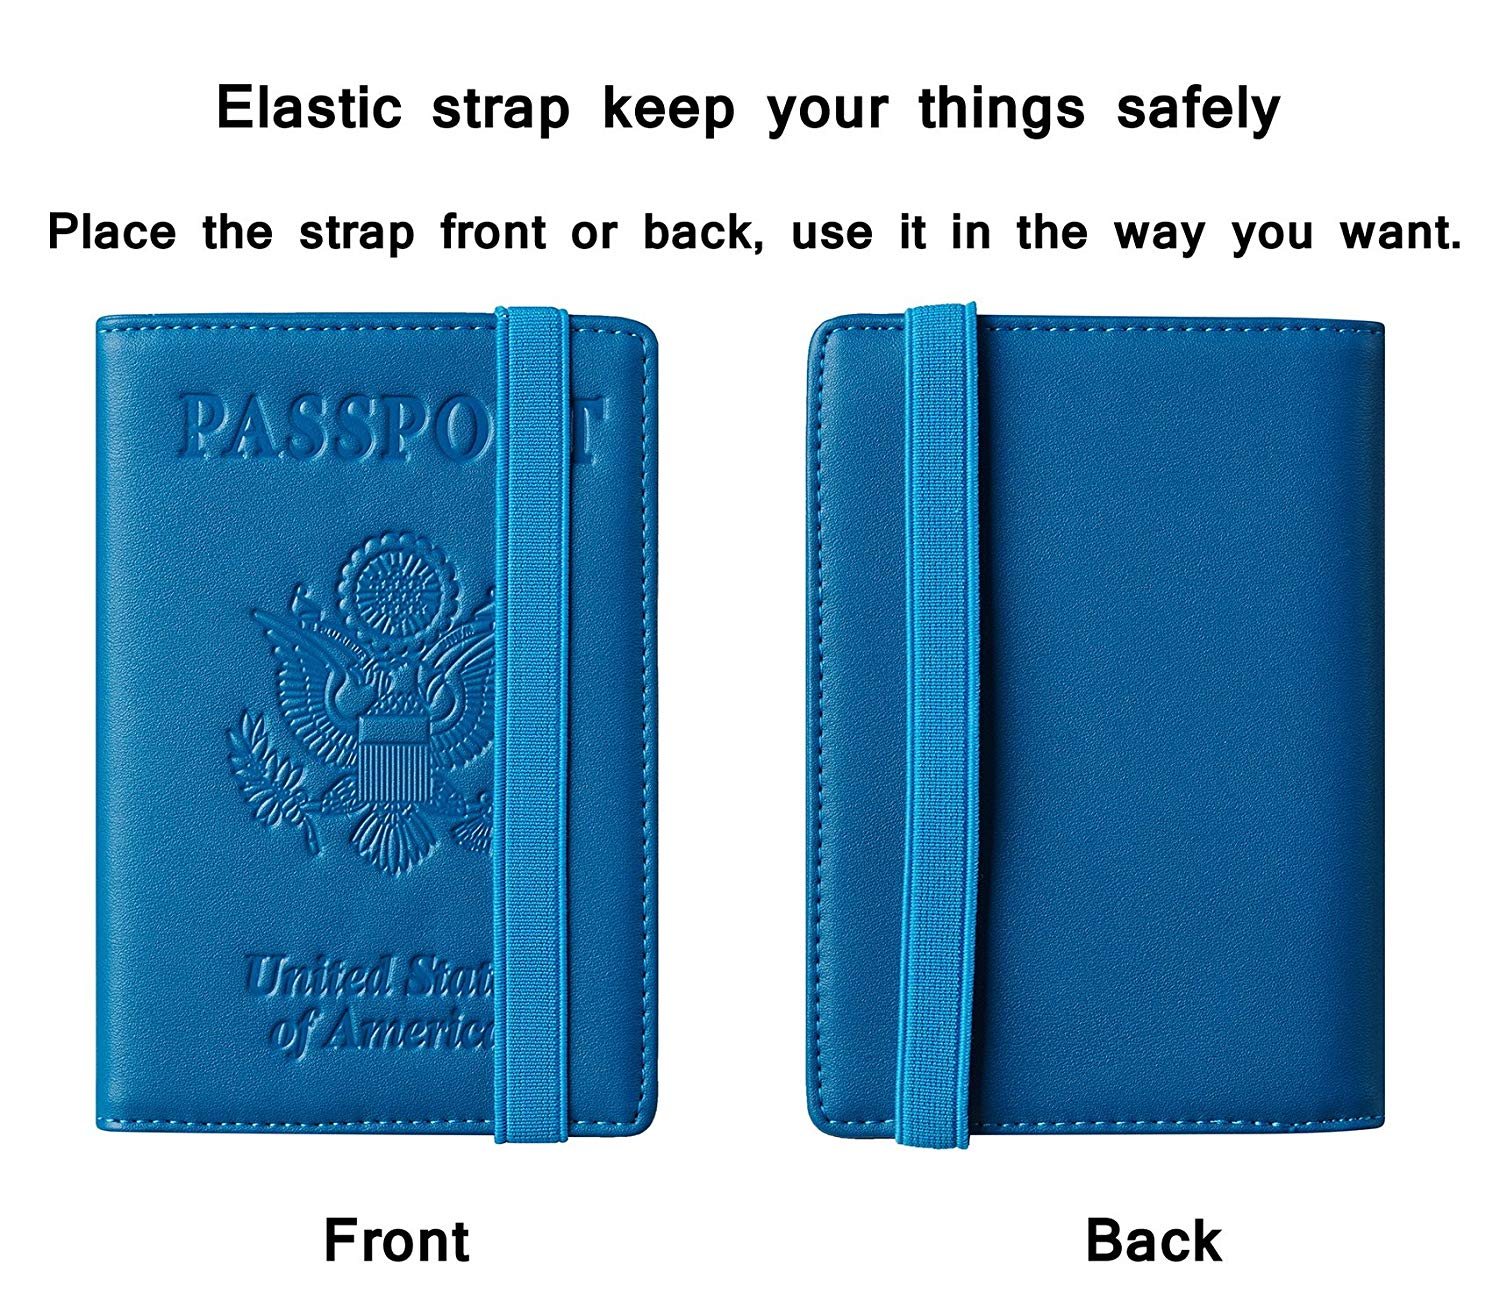 Elastic strap keep your things safely
Place the strap front or back, use it in the way you want.
PASSPO T
United Stat
of America
Front
Back